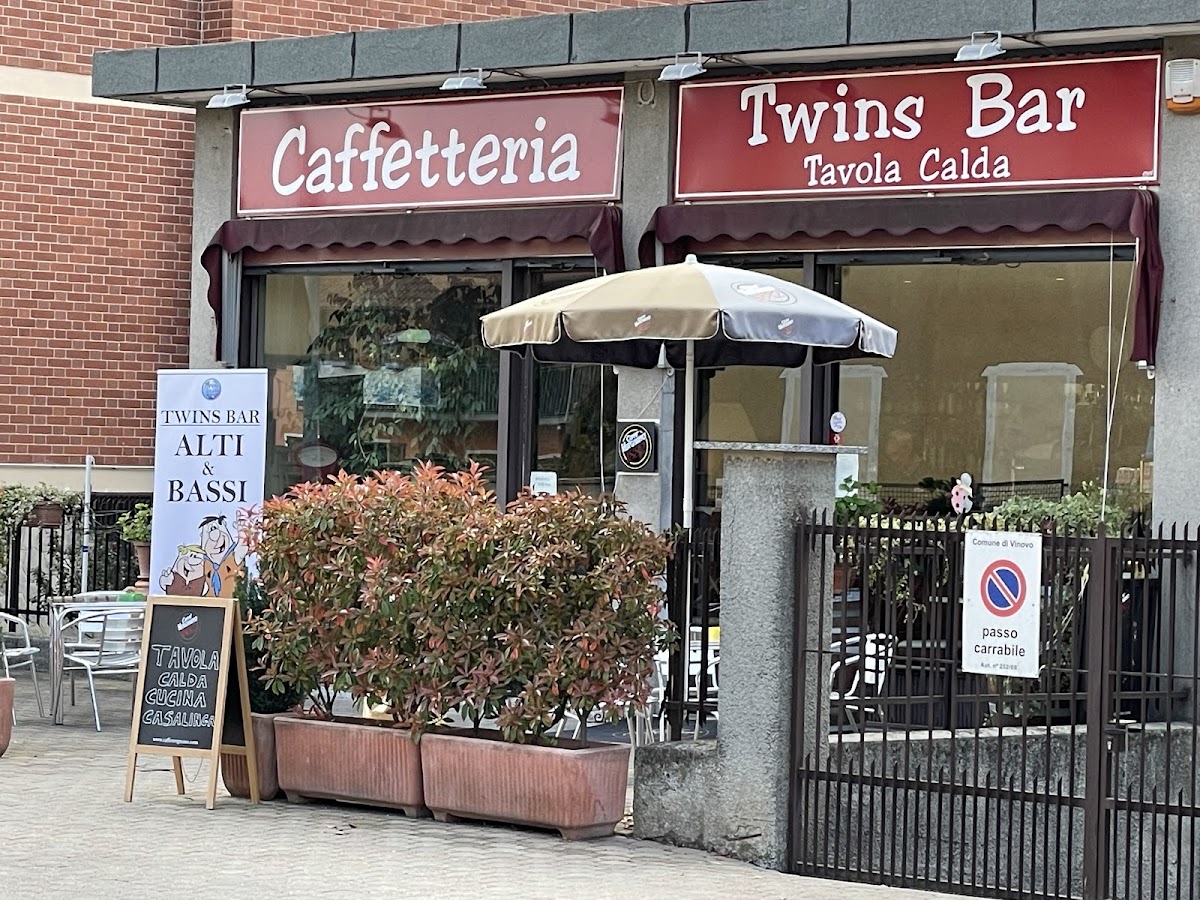 Caffetteria
Twins Bar
Tavola Calda
TWINS BAR
ALTI
&
BASSI
TAVOLA
CALDA
CUCINA
CASALINGA
Comune di Vinovo
passo
carrabile